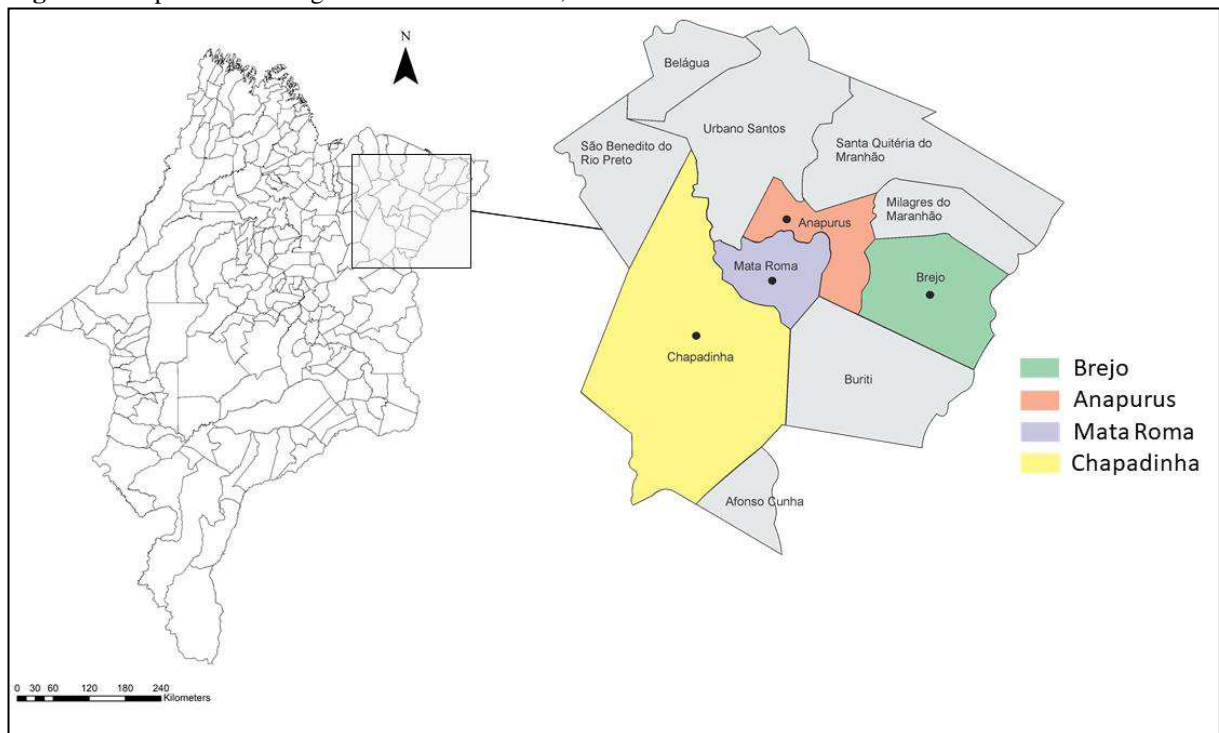 N
Belágua
Urbano Santos
São Benedito do
Rio Preto
Santa Quitéria do
Mranhão
Milagres do
Maranhão
Anapurus
Mata Roma
Brejo
Chapadinha
Buriti
Afonso Cunha
Brejo
Anapurus
Mata Roma
Chapadinha
0 30 60 120 180 240
Kilometers